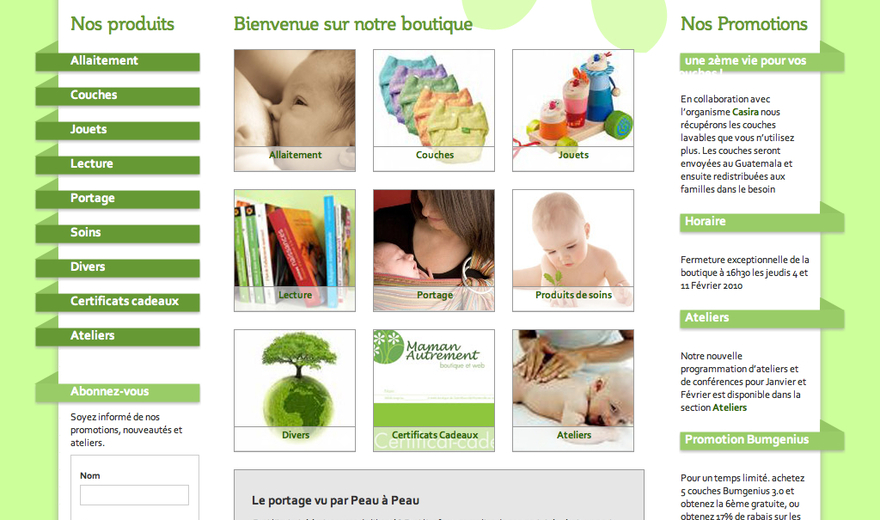 Nos produits
Allaitement
Couches
Jouets
Lecture
Portage
Soins
Divers
Certificats cadeaux
Ateliers
Abonnez-vous
Soyez informé de nos
promotions, nouveautés et
ateliers.
Nom
Bienvenue sur notre boutique
Allaitement
Couches
Jouets
Lecture
Portage
Produits de soins
Maman
Autrement
boutique et web
Divers
Certificats Cadeaux
Ateliers
Le portage vu par Peau à Peau
Nos Promotions
une 2ème vie pour vos
En collaboration avec
l'organisme Casira nous
récupérons les couches
lavables que vous n'utilisez
plus. Les couches seront
envoyées au Guatemala et
ensuite redistribuées aux
familles dans le besoin
Horaire
Fermeture exceptionnelle de la
boutique à 16h30 les jeudis 4 et
11 Février 2010
Ateliers
Notre nouvelle
programmation d'ateliers et
de conférences pour Janvier et
Février est disponible dans la
section Ateliers
Promotion Bumgenius
Pour un temps limité. achetez
5 couches Bumgenius 3.0 et
obtenez la 6ème gratuite, ou
obtenez 17% de rabais sur les